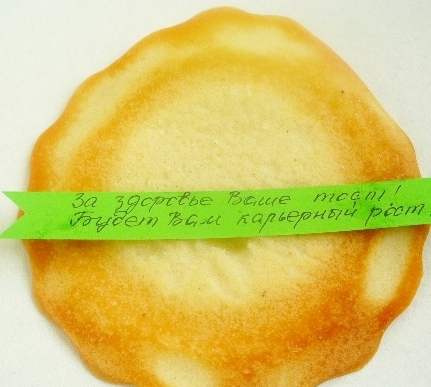 За здоровье Ваше тост!
Будет Вам карьерный рост